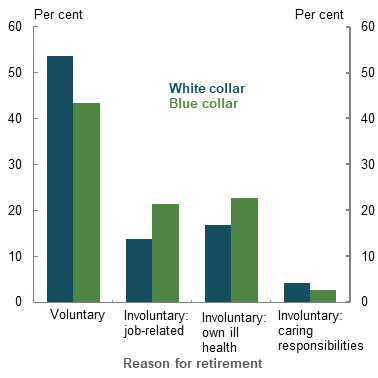 Per cent Per cent
60 60
50 50
40 40
30 30
20 20
10 10
0 0
White collar
Blue collar
Voluntary
Involuntary:
job-related
Involuntary:
own ill
health
Involuntary:
caring
responsibilities
Reason for retirement